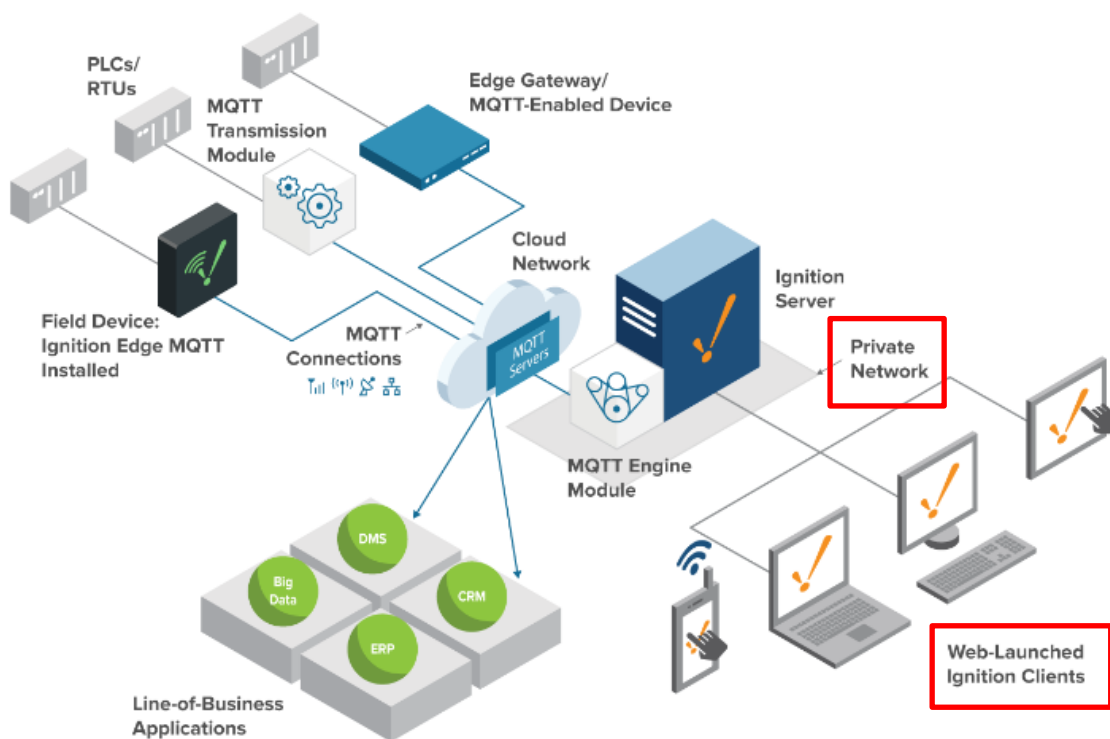 PLCs/
RTUs
MQTT
Transmission
Module
Edge Gateway/
MQTT-Enabled Device
Field Device:
Ignition Edge MQTT
Installed
MQTT
Connections
Cloud
Network
MQTT
Servers
Ignition
Server
Private
Network
MQTT Engine
Module
DMS
Big
Data
CRM
ERP
Line-of-Business
Applications
Web-Launched
Ignition Clients